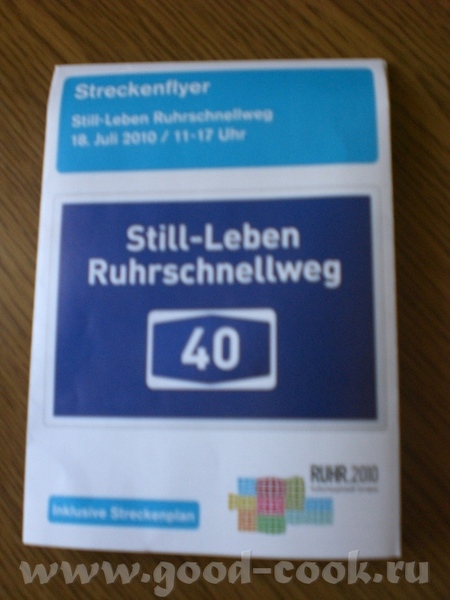 Streckenflyer
Still-Leben Ruhrschnellweg
18. Juli 2010 / 11-17 Uhr
Still-Leben
Ruhrschnellweg
40
RUHR.2010
Inklusive Streckenplan
www.good-cook.ru